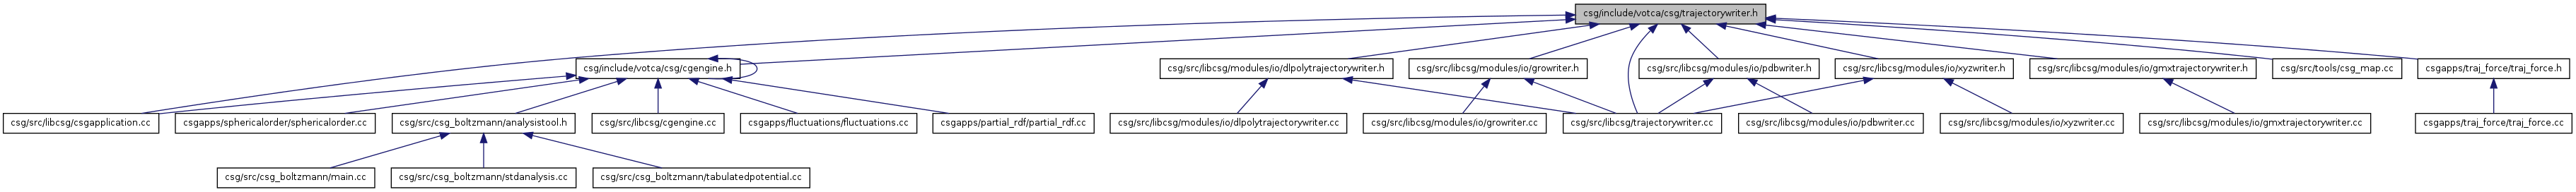 csg/include/votca/csg/trajectorywriter.h
csg/include/votca/csg/cgengine.h
csg/src/libcsg/modules/io/dlpolytrajectorywriter.h
csg/src/libcsg/modules/io/growriter.h
csg/src/libcsg/modules/io/pdbwriter.h
csg/src/libcsg/modules/io/xyzwriter.h
csg/src/libcsg/modules/io/gmxtrajectorywriter.h
csg/src/tools/csg_map.cc
csgapps/traj_force/traj_force.h
csg/src/libcsg/csgapplication.cc
csgapps/sphericalorder/sphericalorder.cc
csg/src/csg_boltzmann/analysistool.h
csg/src/libcsg/cgengine.cc
csgapps/fluctuations/fluctuations.cc
csgapps/partial_rdf/partial_rdf.cc
csg/src/libcsg/modules/io/dlpolytrajectorywriter.cc
csg/src/libcsg/modules/io/growriter.cc
csg/src/libcsg/trajectorywriter.cc
csg/src/libcsg/modules/io/pdbwriter.cc
csg/src/libcsg/modules/io/xyzwriter.cc
csg/src/libcsg/modules/io/gmxtrajectorywriter.cc
csgapps/traj_force/traj_force.cc
csg/src/csg_boltzmann/main.cc
csg/src/csg_boltzmann/stdanalysis.cc
csg/src/csg_boltzmann/tabulatedpotential.cc